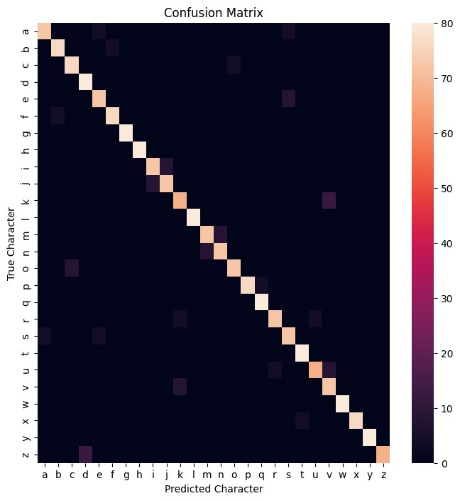 Confusion Matrix
a
b
c
d
e
f
g
h
i
j
k
l
m
n
o
p
q
r
s
t
u
v
w
x
y
z
True Character
a b c d e f g h i j k l m n o p q r s t u v w x y z
Predicted Character
80
70
60
50
40
30
20
10
0